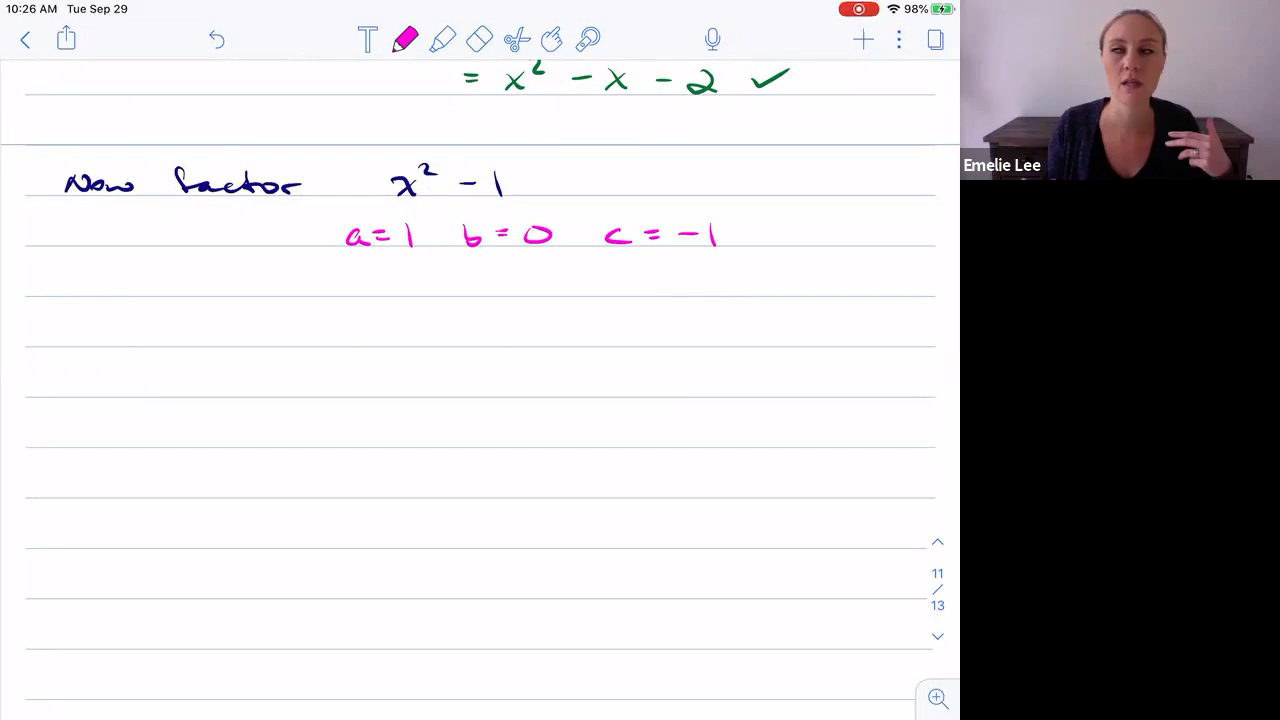 10:26 AM Tue Sep 29
98%
= x² - x - 2 ✓
Emelie Lee
Now factor x² - 1
a = 1 b = 0 c = -1
11
/
13